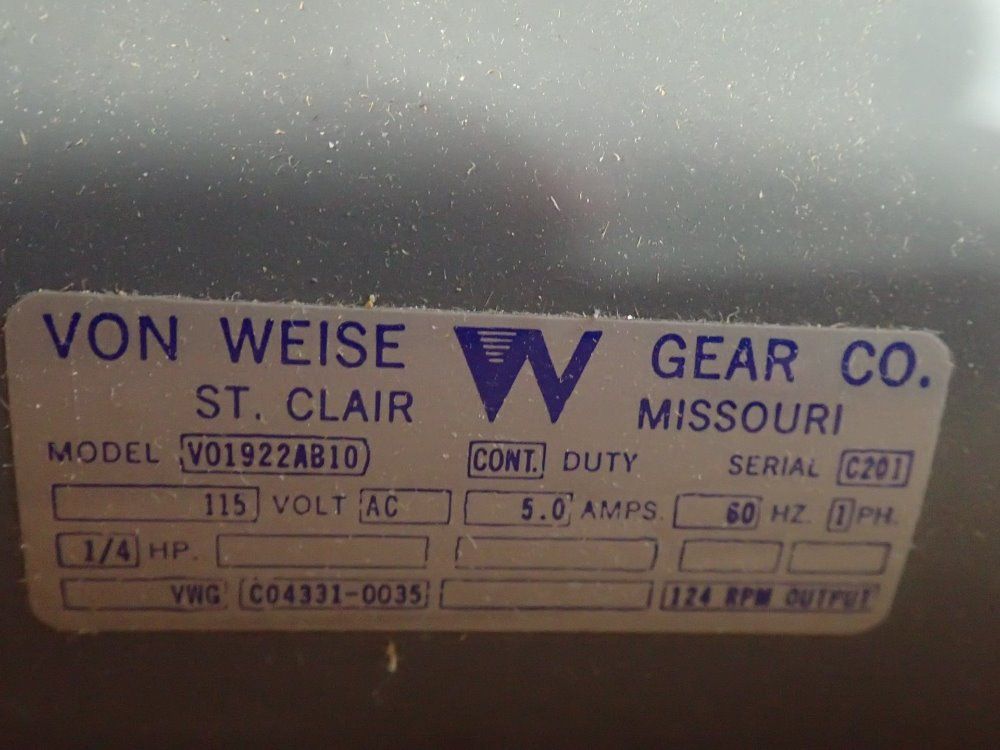 VON WEISE W GEAR CO.
ST. CLAIR MISSOURI
MODEL V01922AB10 CONT. DUTY SERIAL C201
115 VOLT AC 5.0 AMPS. 60 HZ. 1 PH.
1/4 HP.
VWG C04331-0035 124 RPM OUTPUT